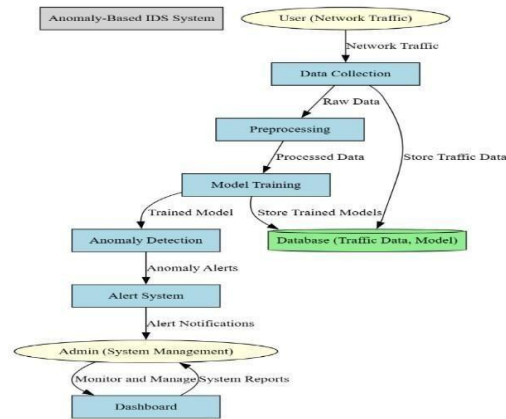 Anomaly-Based IDS System
User (Network Traffic)
Network Traffic
Data Collection
Raw Data
Preprocessing
Store Traffic Data
Processed Data
Model Training
Trained Model
Store Trained Models
Anomaly Detection
Database (Traffic Data, Model)
Anomaly Alerts
Alert System
Alert Notifications
Admin (System Management)
Monitor and Manage
System Reports
Dashboard